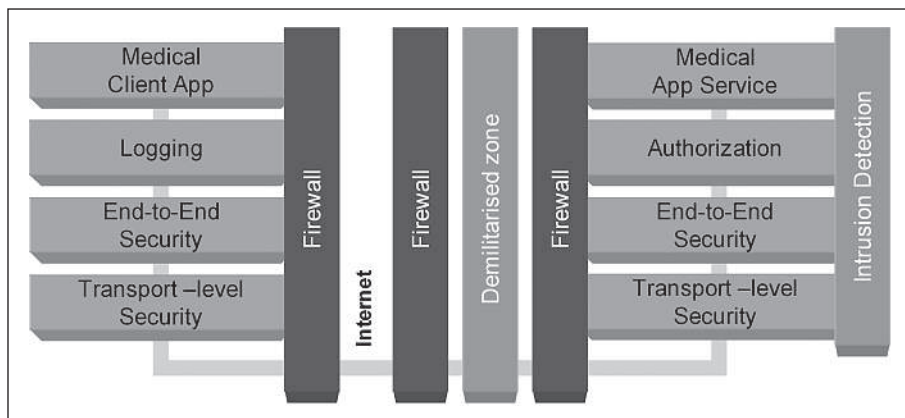 Medical
Client App
Logging
End-to-End
Security
Transport –level
Security
Firewall
Internet
Firewall
Demilitarised zone
Firewall
Medical
App Service
Authorization
End-to-End
Security
Transport –level
Security
Intrusion Detection